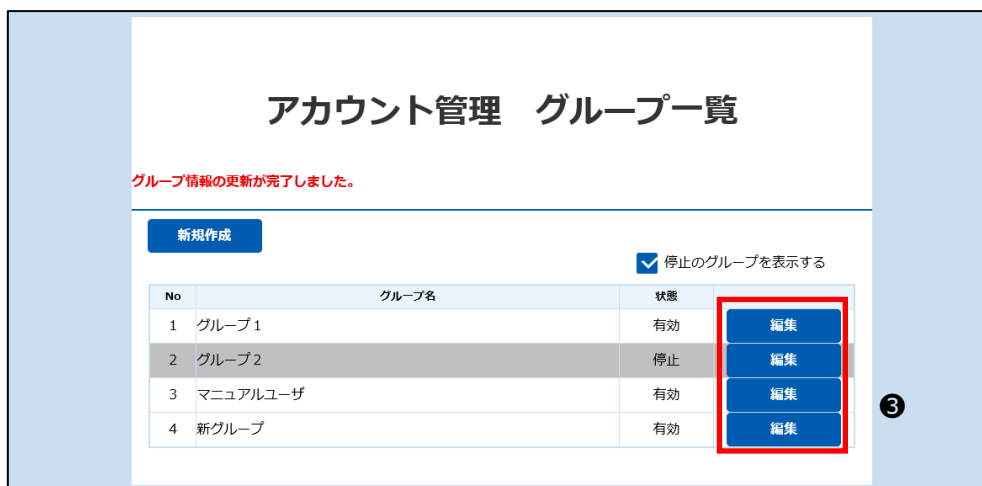 アカウント管理　グループ一覧
グループ情報の更新が完了しました。
新規作成
停止のグループを表示する
No グループ名 状態
1 グループ１ 有効 編集
2 グループ２ 停止 編集
3 マニュアルユーザ 有効 編集
4 新グループ 有効 編集
❸